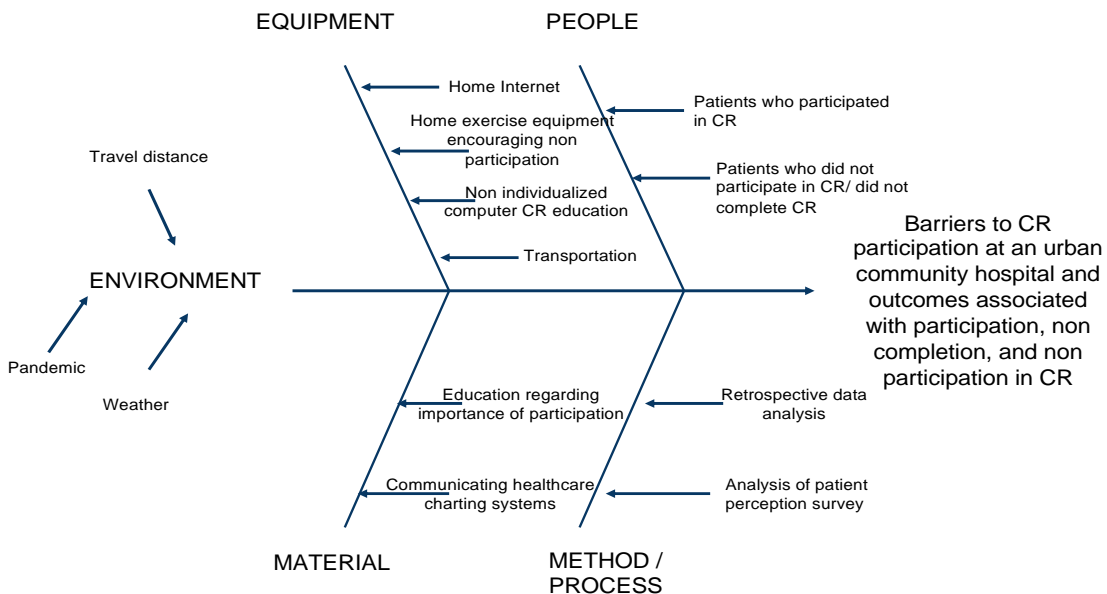 EQUIPMENT
PEOPLE
Home Internet
Home exercise equipment
encouraging non
participation
Non individualized
computer CR education
Transportation
Patients who participated
in CR
Patients who did not
participate in CR/ did not
complete CR
Travel distance
ENVIRONMENT
Pandemic
Weather
Barriers to CR
participation at an urban
community hospital and
outcomes associated
with participation, non
completion, and non
participation in CR
Education regarding
importance of participation
Communicating healthcare
charting systems
Retrospective data
analysis
Analysis of patient
perception survey
MATERIAL
METHOD /
PROCESS